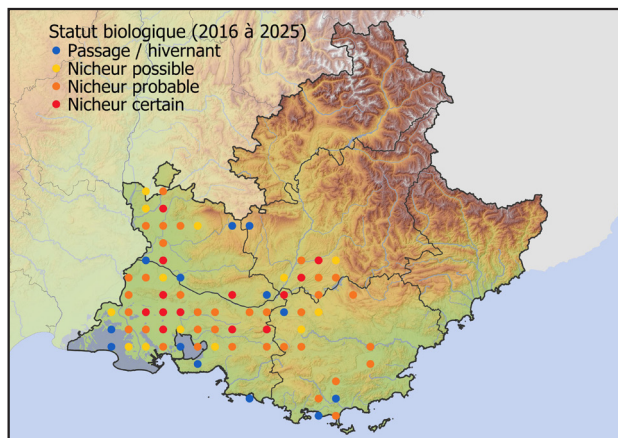 Statut biologique (2016 à 2025)
Passage / hivernant
Nicheur possible
Nicheur probable
Nicheur certain